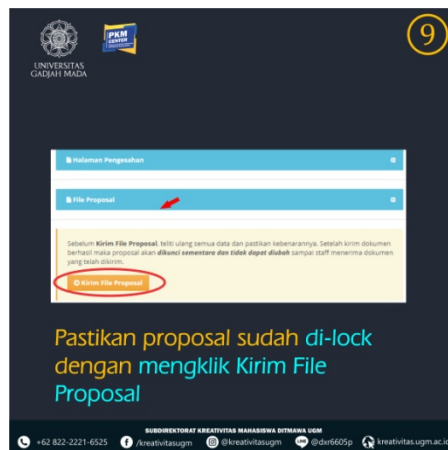 UNIVERSITAS
GADJAH MADA
PKM
CENTER
9
Halaman Pengesahan
File Proposal
Sebelum Kirim File Proposal, teliti ulang semua data dan pastikan kebenarannya. Setelah kirim dokumen
berhasil maka proposal akan dikunci sementara dan tidak dapat diubah sampai staff menerima dokumen
yang telah dikirim.
Kirim File Proposal
Pastikan proposal sudah di-lock
dengan mengklik Kirim File
Proposal
SUBDIREKTORAT KREATIVITAS MAHASISWA DITMAWA UGM
+62 822-2221-6525 /kreativitasugm @kreativitasugm @dxr6605p kreativitas.ugm.ac.id